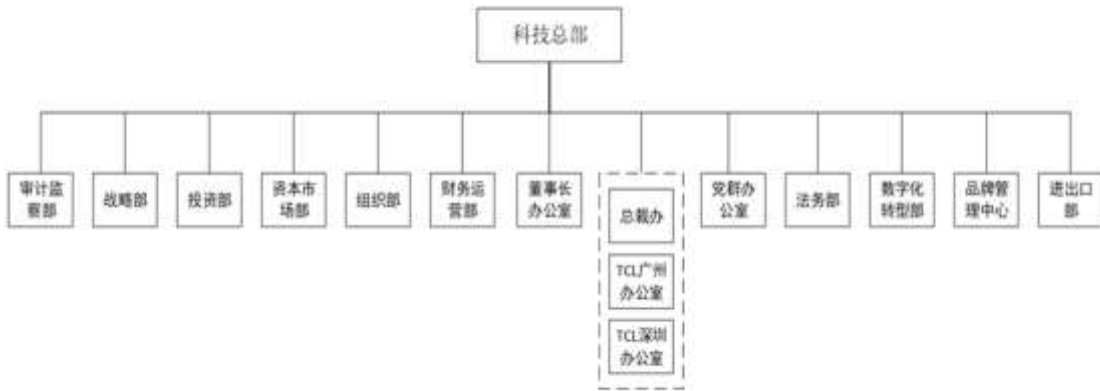 科技总部
审计监
察部
战略部
投资部
资本市
场部
组织部
财务运
营部
董事长
办公室
总裁办
TCL广州
办公室
TCL深圳
办公室
党群办
公室
法务部
数字化
转型部
品牌管
理中心
进出口
部